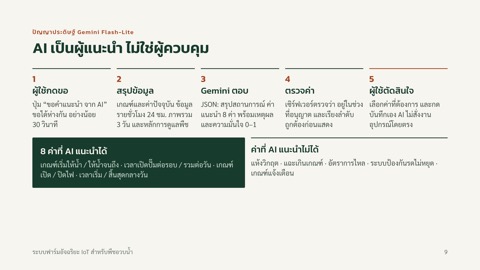 ปัญญาประดิษฐ์ Gemini Flash-Lite
AI เป็นผู้แนะนำ ไม่ใช่ผู้ควบคุม
1
ผู้ใช้กดขอ
ปุ่ม “ขอคำแนะนำ จาก AI”
ขอได้ห่างกัน อย่างน้อย
30 วินาที
2
สรุปข้อมูล
เกณฑ์และค่าปัจจุบัน ข้อมูล
รายชั่วโมง 24 ชม. ภาพรวม
3 วัน และหลักการดูแลพืช
3
Gemini ตอบ
JSON: สรุปสถานการณ์ ค่า
แนะนำ 8 ค่า พร้อมเหตุผล
และความมั่นใจ 0–1
4
ตรวจค่า
เซิร์ฟเวอร์ตรวจว่า อยู่ในช่วง
ที่อนุญาต และเรียงลำดับ
ถูกต้องก่อนแสดง
5
ผู้ใช้ตัดสินใจ
เลือกค่าที่ต้องการ และกด
บันทึกเอง AI ไม่สั่งงาน
อุปกรณ์โดยตรง
8 ค่าที่ AI แนะนำได้
เกณฑ์เริ่มให้น้ำ / ให้น้ำจนถึง · เวลาเปิดปั๊มต่อรอบ / รวมต่อวัน · เกณฑ์
เปิด / ปิดไฟ · เวลาเริ่ม / สิ้นสุดกลางวัน
ค่าที่ AI แนะนำไม่ได้
แห้งวิกฤต · แฉะเกินเกณฑ์ · อัตราการไหล · ระบบป้องกันรดไม่หยุด ·
เกณฑ์แจ้งเตือน
ระบบฟาร์มอัจฉริยะ IoT สำหรับพืชอวบน้ำ
9